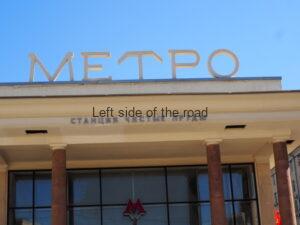 МЕТРО
Left side of the road
СТАНЦИЯ ЧИСТЫЕ ПРУДЫ
М